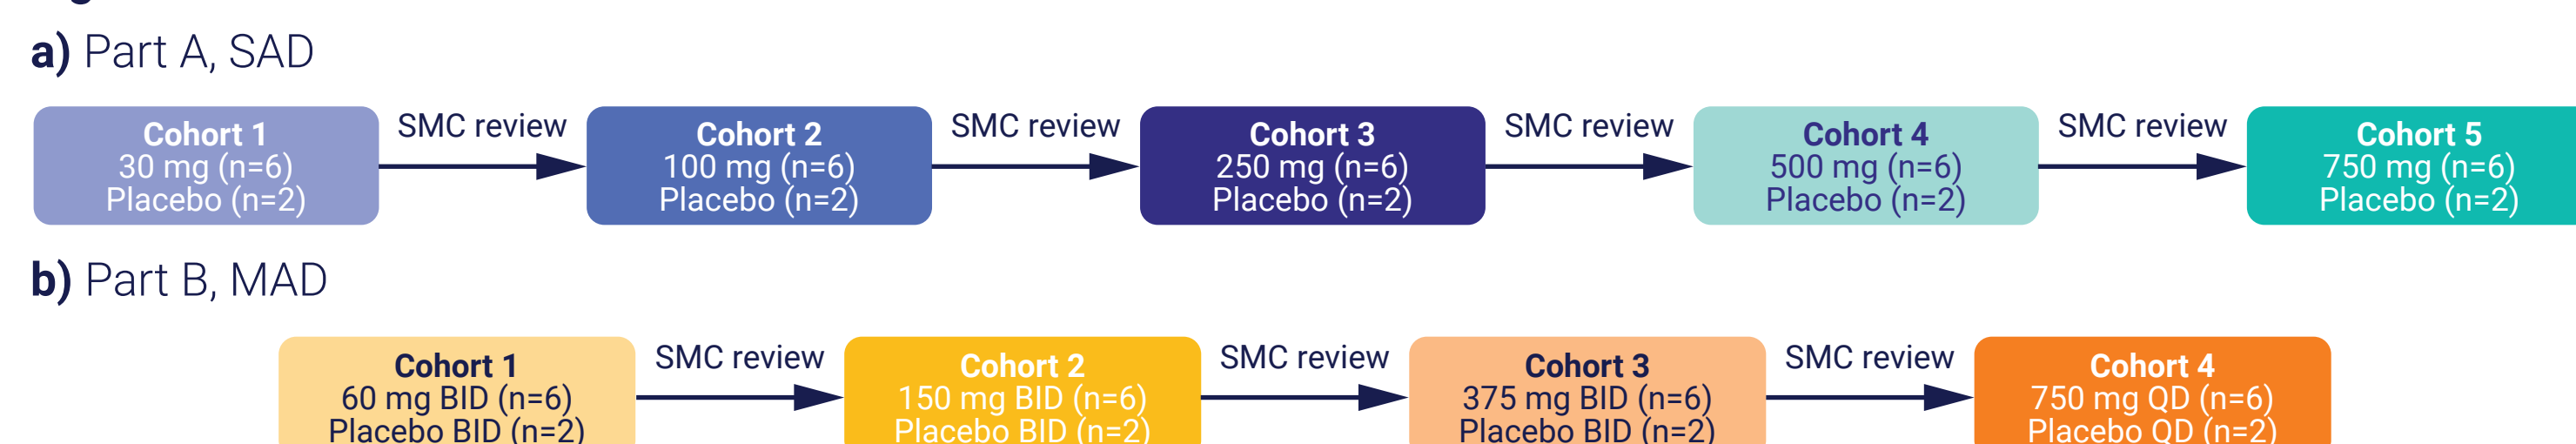 a) Part A, SAD
Cohort 1
30 mg (n=6)
Placebo (n=2)
SMC review
Cohort 2
100 mg (n=6)
Placebo (n=2)
SMC review
Cohort 3
250 mg (n=6)
Placebo (n=2)
SMC review
Cohort 4
500 mg (n=6)
Placebo (n=2)
SMC review
Cohort 5
750 mg (n=6)
Placebo (n=2)
b) Part B, MAD
Cohort 1
60 mg BID (n=6)
Placebo BID (n=2)
SMC review
Cohort 2
150 mg BID (n=6)
Placebo BID (n=2)
SMC review
Cohort 3
375 mg BID (n=6)
Placebo BID (n=2)
SMC review
Cohort 4
750 mg QD (n=6)
Placebo QD (n=2)